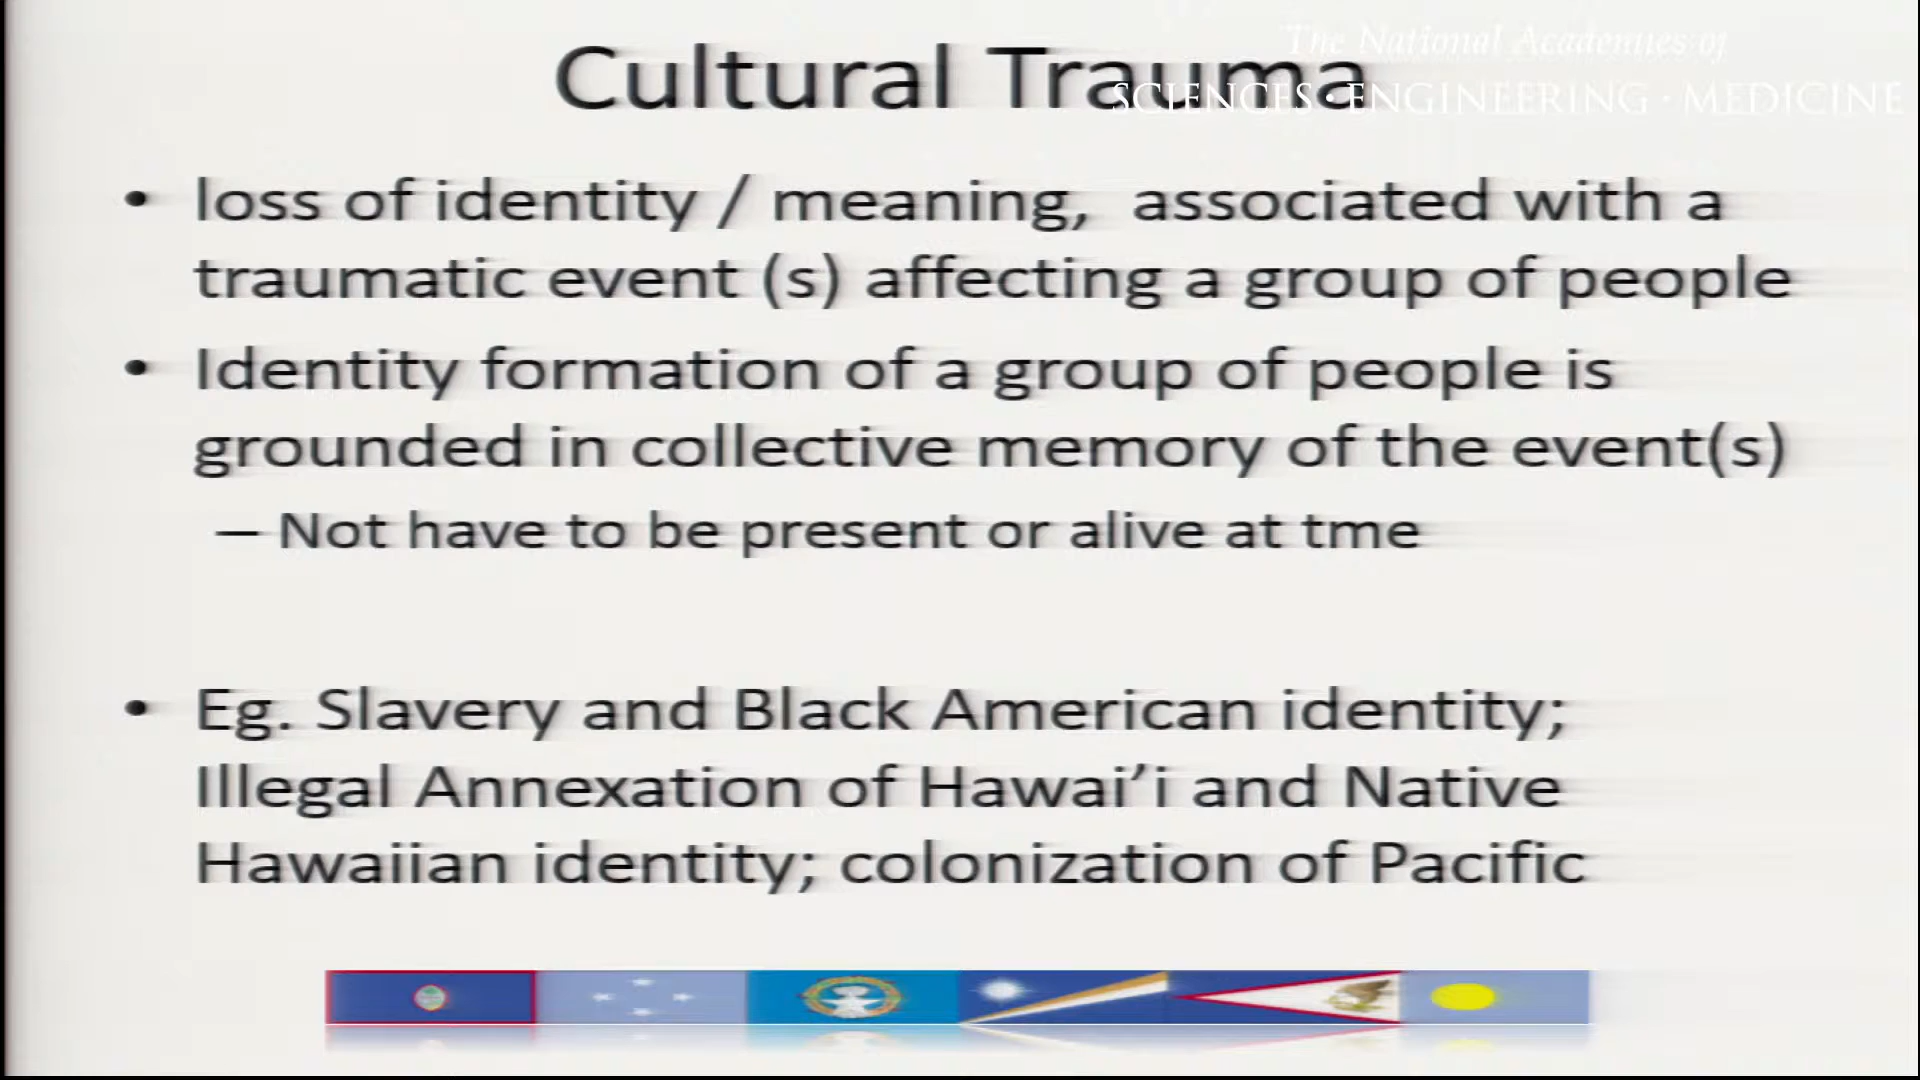 The National Academies of
SCIENCES · ENGINEERING · MEDICINE
Cultural Trauma
• loss of identity / meaning, associated with a
traumatic event (s) affecting a group of people
• Identity formation of a group of people is
grounded in collective memory of the event(s)
– Not have to be present or alive at tme
• Eg. Slavery and Black American identity;
Illegal Annexation of Hawai’i and Native
Hawaiian identity; colonization of Pacific